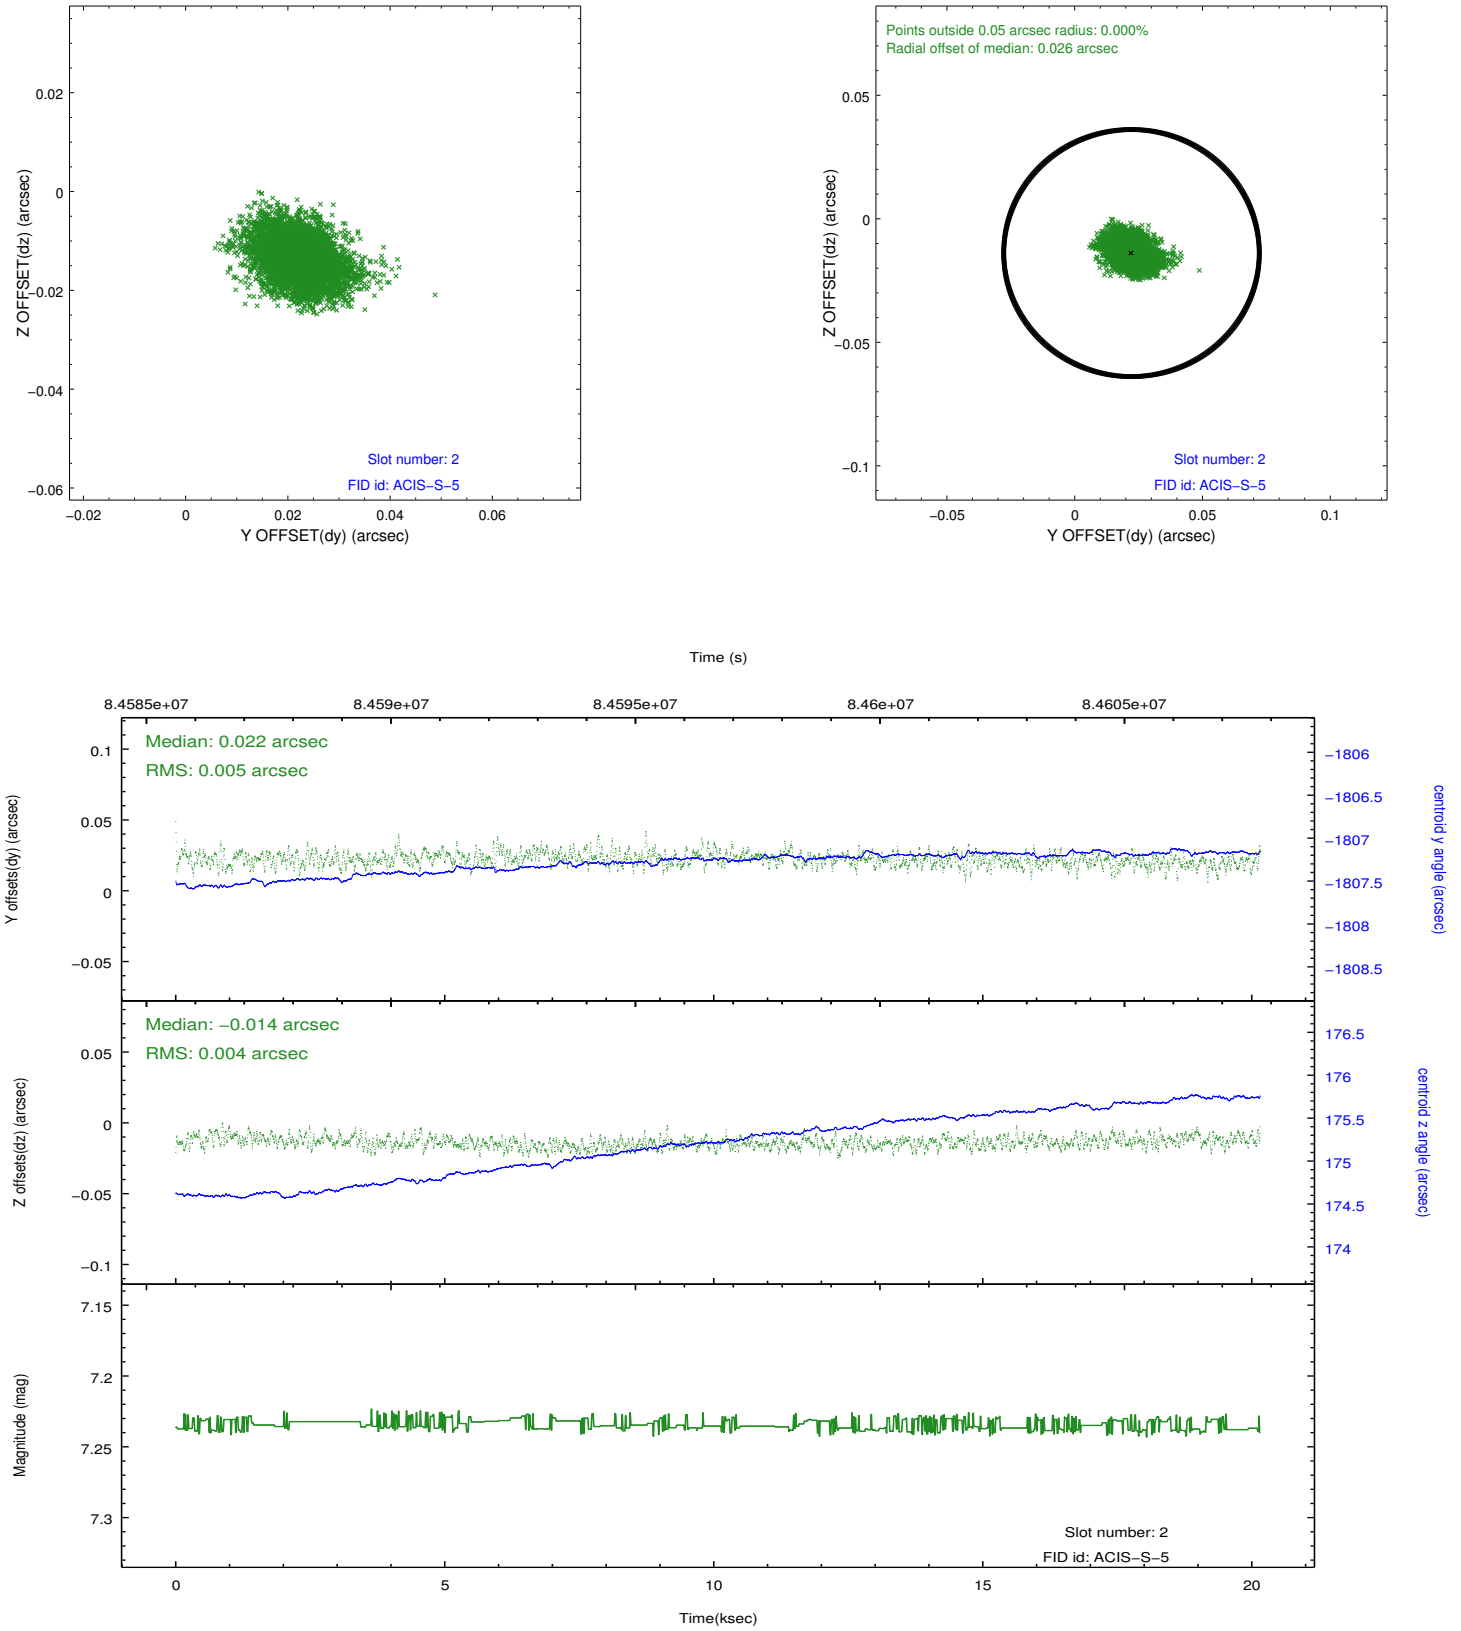 0.02
0
−0.02
−0.04
−0.06
Z OFFSET(dz) (arcsec)
Slot number: 2
FID id: ACIS−S−5
−0.02
0
0.02
0.04
0.06
Y OFFSET(dy) (arcsec)
Points outside 0.05 arcsec radius: 0.000%
Radial offset of median: 0.026 arcsec
0.05
0
−0.05
−0.1
Z OFFSET(dz) (arcsec)
Slot number: 2
FID id: ACIS−S−5
−0.05
0
0.05
0.1
Y OFFSET(dy) (arcsec)
Time (s)
8.4585e+07
8.459e+07
8.4595e+07
8.46e+07
8.4605e+07
Median: 0.022 arcsec
RMS: 0.005 arcsec
0.1
0.05
0
−0.05
Y offsets(dy) (arcsec)
−1806
−1806.5
−1807
−1807.5
−1808
−1808.5
centroid y angle (arcsec)
Median: −0.014 arcsec
RMS: 0.004 arcsec
0.05
0
−0.05
−0.1
Z offsets(dz) (arcsec)
176.5
176
175.5
175
174.5
174
centroid z angle (arcsec)
7.15
7.2
7.25
7.3
Magnitude (mag)
Slot number: 2
FID id: ACIS−S−5
0
5
10
15
20
Time(ksec)